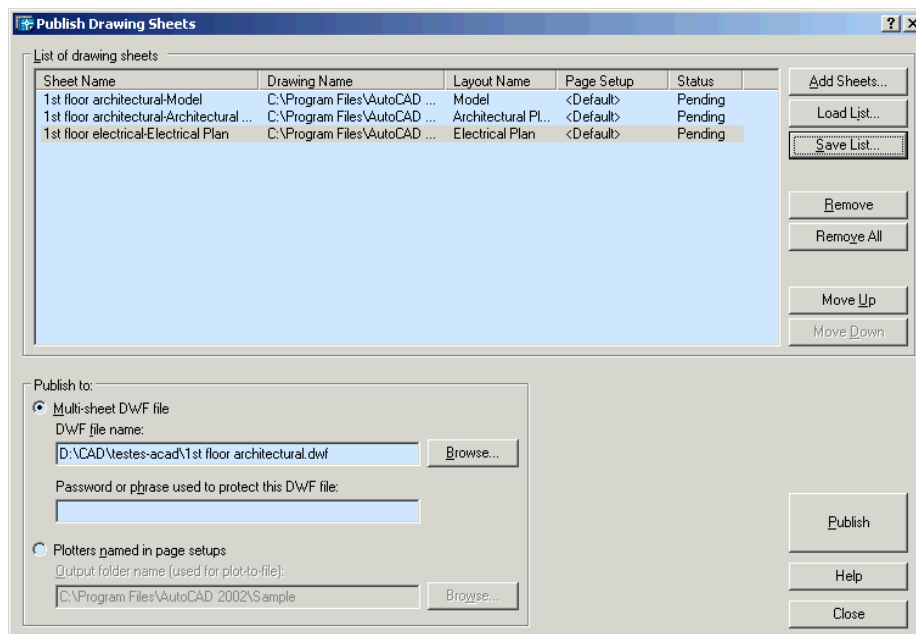 Publish Drawing Sheets
List of drawing sheets
Sheet Name Drawing Name Layout Name Page Setup Status
1st floor architectural-Model C:\Program Files\AutoCAD ... Model <Default> Pending
1st floor architectural-Architectural ... C:\Program Files\AutoCAD ... Architectural Pl... <Default> Pending
1st floor electrical-Electrical Plan C:\Program Files\AutoCAD ... Electrical Plan <Default> Pending
Add Sheets...
Load List...
Save List...
Remove
Remove All
Move Up
Move Down
Publish to:
Multi-sheet DWF file
DWF file name:
D:\CAD\testes-acad\1st floor architectural.dwf Browse...
Password or phrase used to protect this DWF file:
Plotters named in page setups
Output folder name (used for plot-to-file):
C:\Program Files\AutoCAD 2002\Sample Browse...
Publish
Help
Close